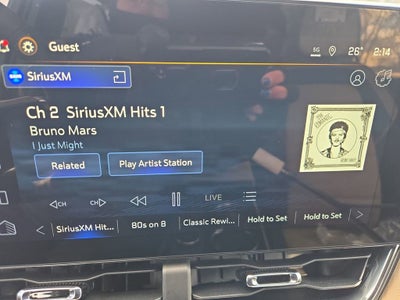 Guest
5G
26°
2:14
SiriusXM
Ch 2 SiriusXM Hits 1
Bruno Mars
I Just Might
Related
Play Artist Station
CH
CH
LIVE
SiriusXM Hit...
80s on 8
Classic Rewi...
Hold to Set
Hold to Set